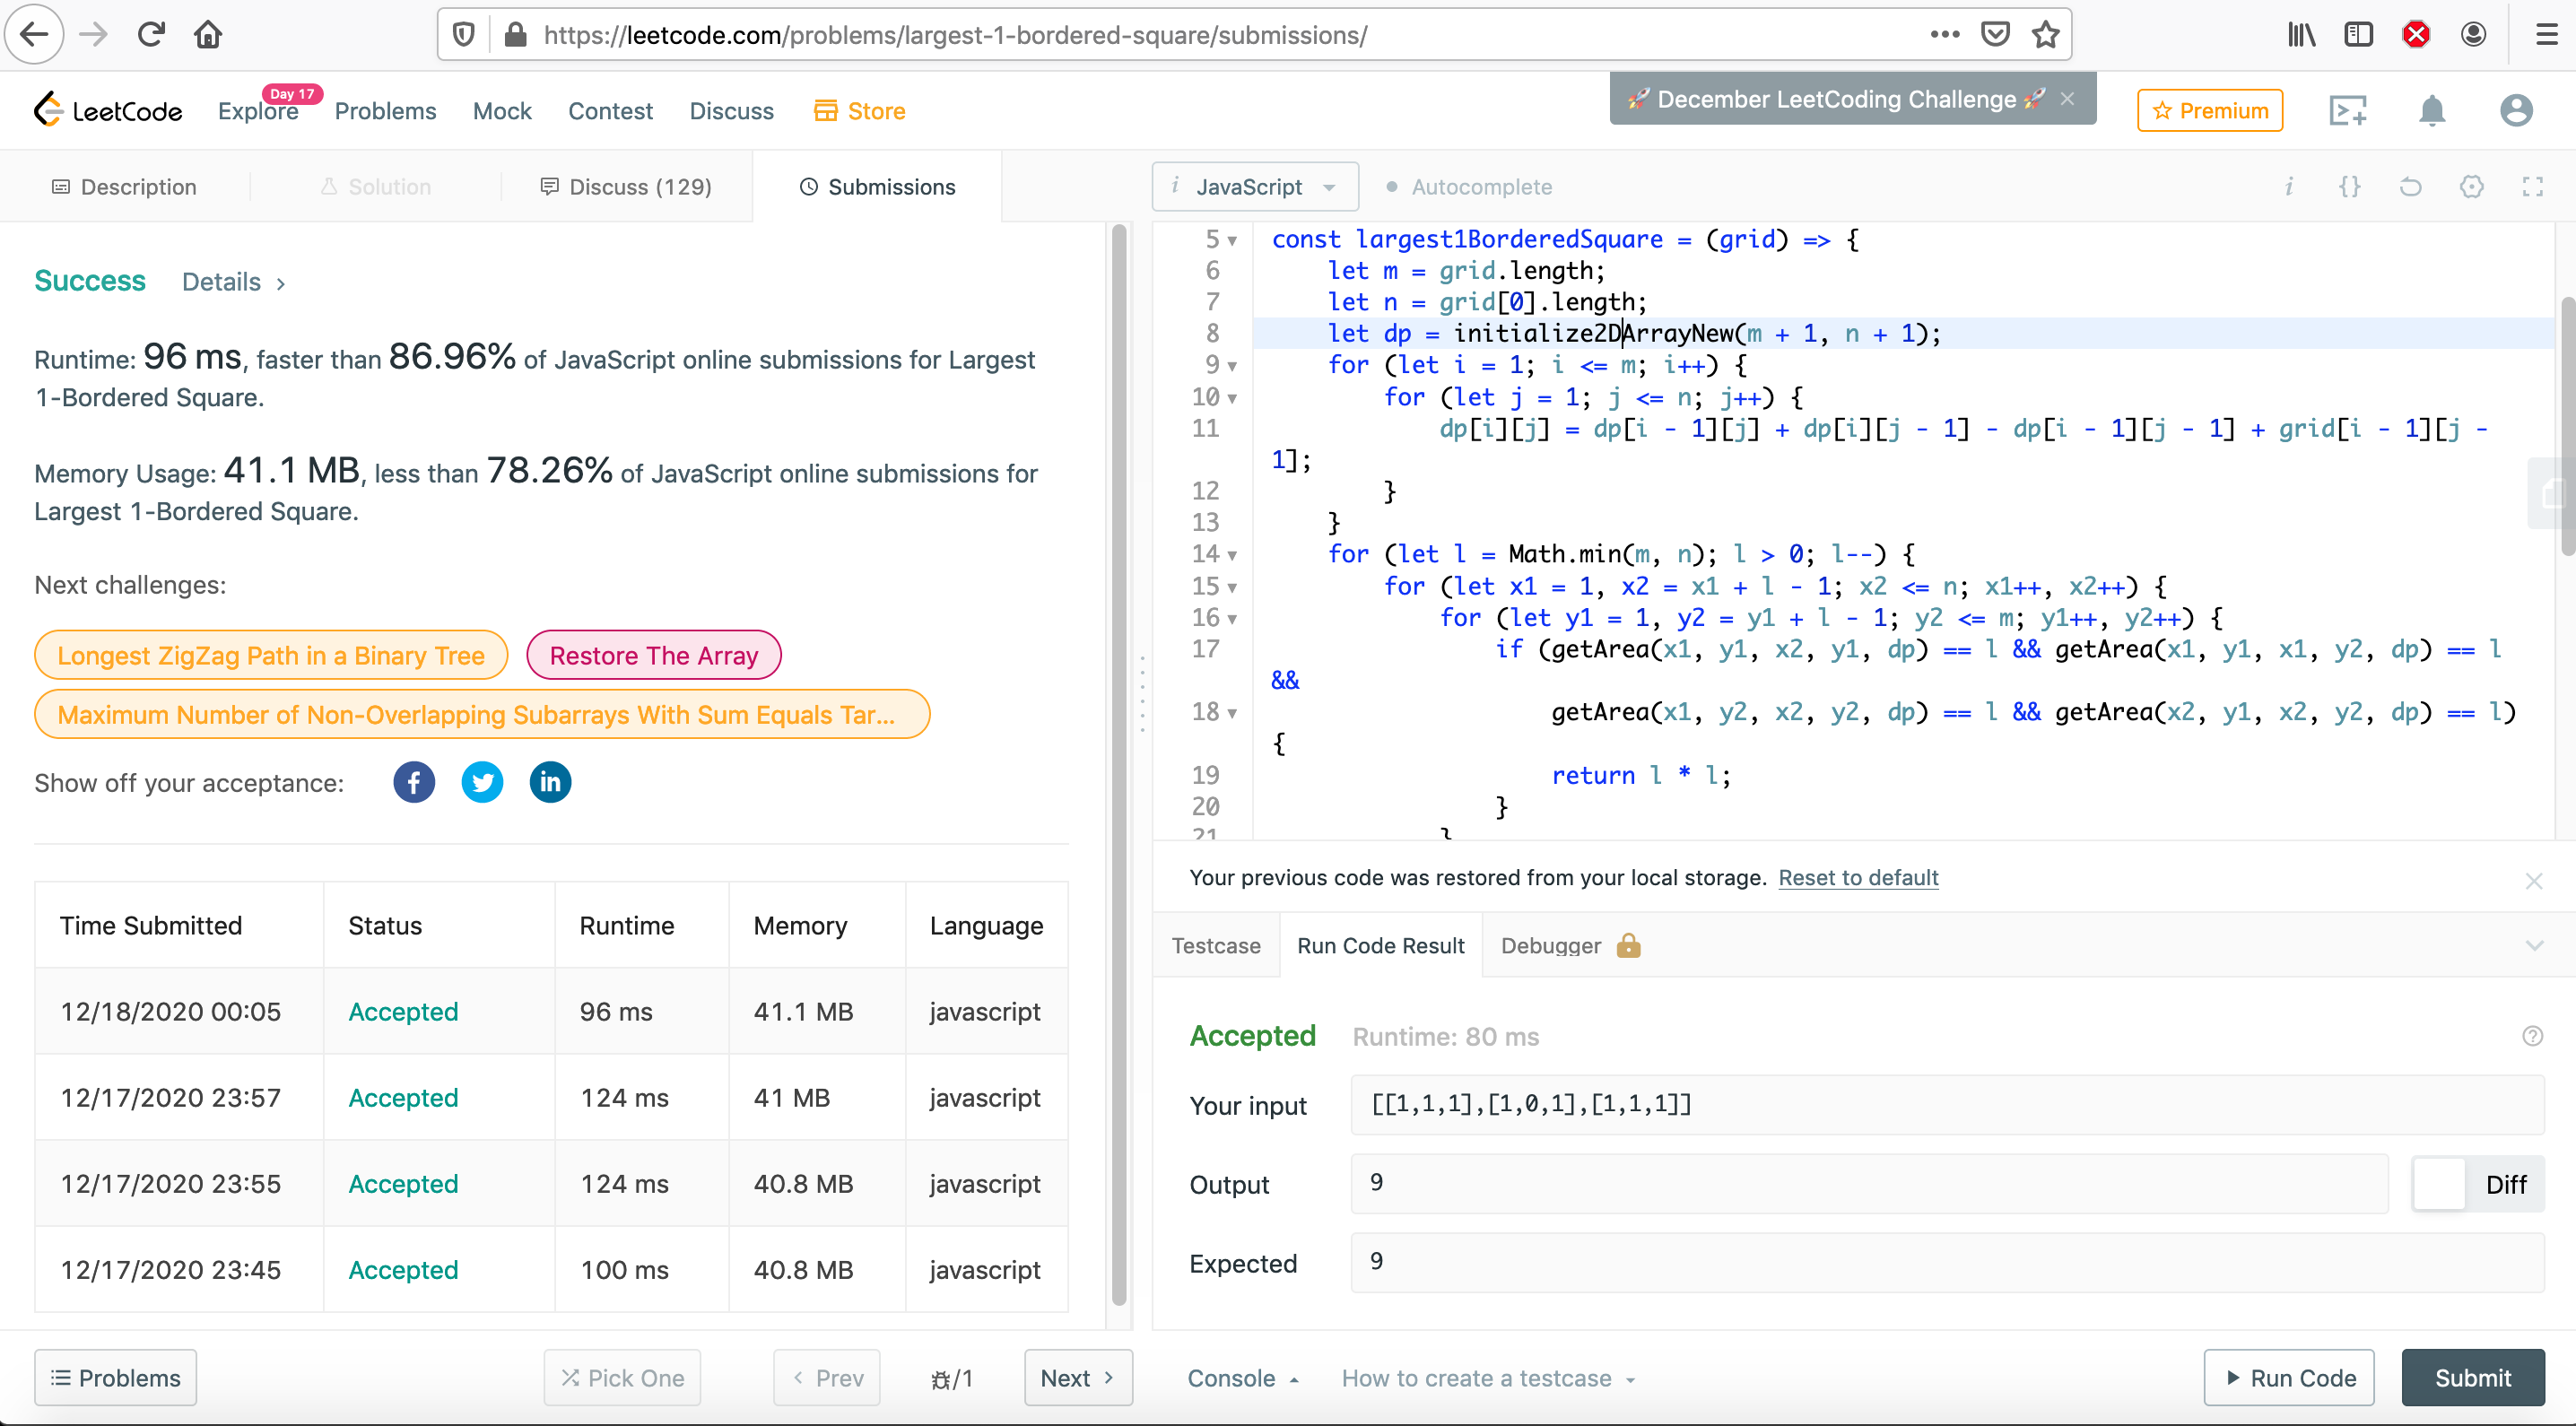 https://leetcode.com/problems/largest-1-bordered-square/submissions/
LeetCode
Explore
Day 17
Problems
Mock
Contest
Discuss
Store
🚀 December LeetCoding Challenge 🚀
Premium
Description
Solution
Discuss (129)
Submissions
Success
Details
Runtime: 96 ms, faster than 86.96% of JavaScript online submissions for Largest
1-Bordered Square.
Memory Usage: 41.1 MB, less than 78.26% of JavaScript online submissions for
Largest 1-Bordered Square.
Next challenges:
Longest ZigZag Path in a Binary Tree
Restore The Array
Maximum Number of Non-Overlapping Subarrays With Sum Equals Tar...
Show off your acceptance:
Time Submitted Status Runtime Memory Language
12/18/2020 00:05 Accepted 96 ms 41.1 MB javascript
12/17/2020 23:57 Accepted 124 ms 41 MB javascript
12/17/2020 23:55 Accepted 124 ms 40.8 MB javascript
12/17/2020 23:45 Accepted 100 ms 40.8 MB javascript
Problems
Pick One
Prev
/1
Next
i JavaScript
Autocomplete
i {}
5 const largest1BorderedSquare = (grid) => {
6 let m = grid.length;
7 let n = grid[0].length;
8 let dp = initialize2DArrayNew(m + 1, n + 1);
9 for (let i = 1; i <= m; i++) {
10 for (let j = 1; j <= n; j++) {
11 dp[i][j] = dp[i - 1][j] + dp[i][j - 1] - dp[i - 1][j - 1] + grid[i - 1][j -
1];
12 }
13 }
14 for (let l = Math.min(m, n); l > 0; l--) {
15 for (let x1 = 1, x2 = x1 + l - 1; x2 <= n; x1++, x2++) {
16 for (let y1 = 1, y2 = y1 + l - 1; y2 <= m; y1++, y2++) {
17 if (getArea(x1, y1, x2, y1, dp) == l && getArea(x1, y1, x1, y2, dp) == l
&&
18 getArea(x1, y2, x2, y2, dp) == l && getArea(x2, y1, x2, y2, dp) == l)
{
19 return l * l;
20 }
21 }
Your previous code was restored from your local storage. Reset to default
Testcase
Run Code Result
Debugger
Accepted
Runtime: 80 ms
Your input
[[1,1,1],[1,0,1],[1,1,1]]
Output
9
Diff
Expected
9
Console
How to create a testcase
Run Code
Submit